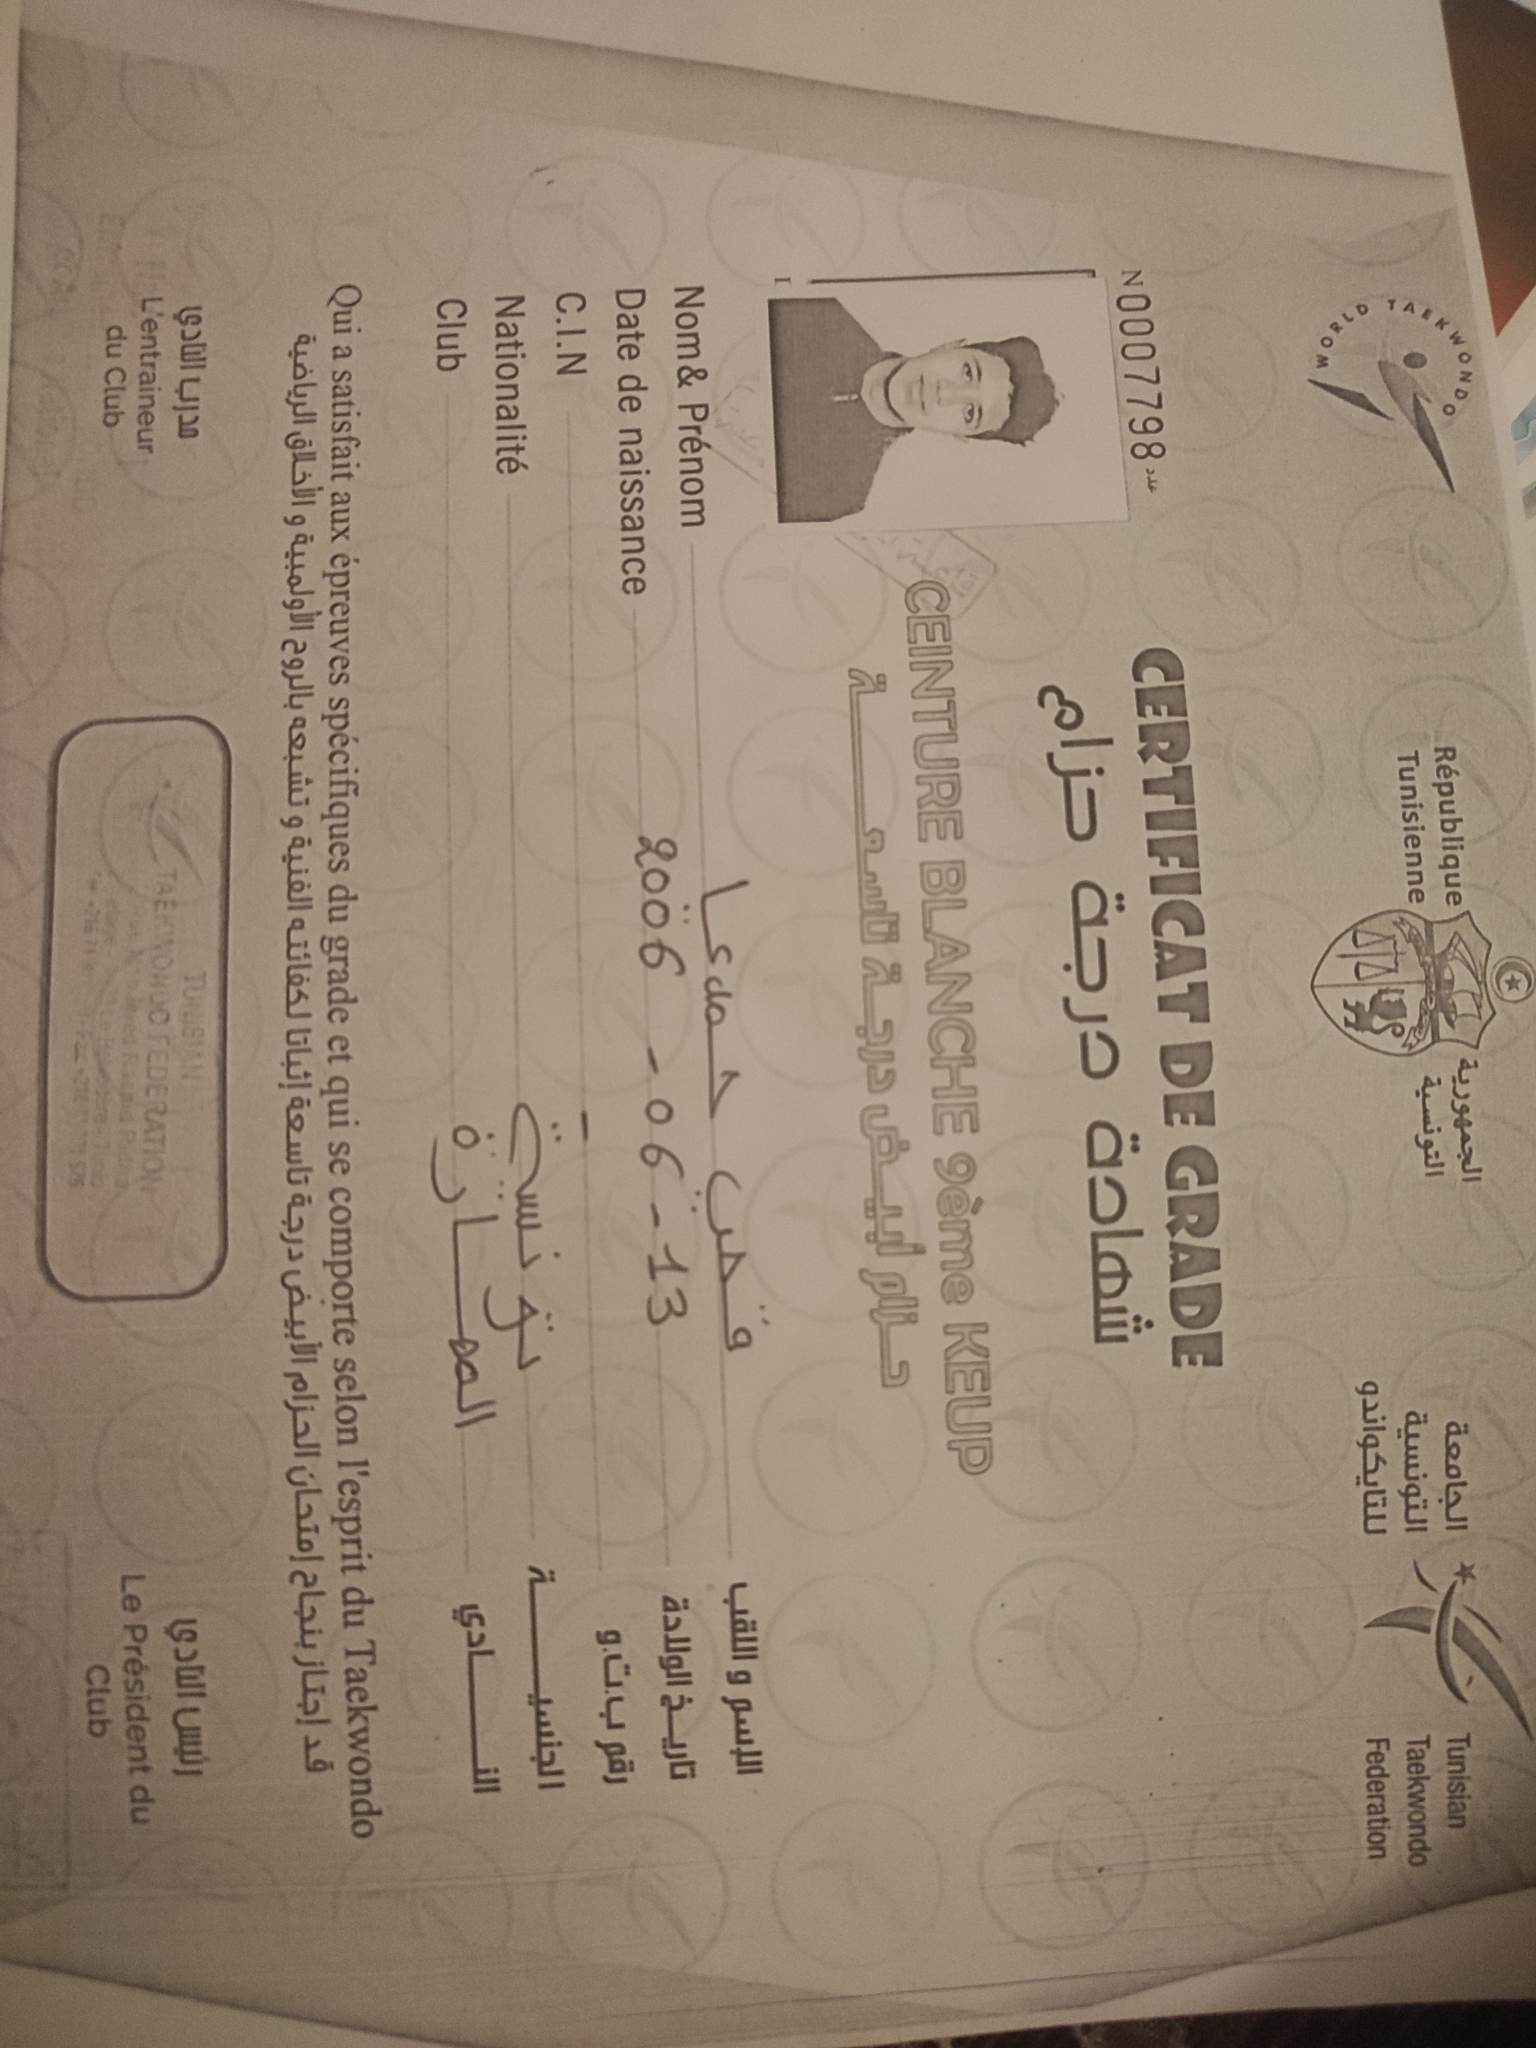 WORLD TAEKWONDO
République
Tunisienne
الجمهورية
التونسية
الجامعة
التونسية
للتايكواندو
Tunisian
Taekwondo
Federation
N 0007798 عدد
CERTIFICAT DE GRADE
شهادة درجة حزام
CEINTURE BLANCHE 9ème KEUP
حزام أبيض درجة تاسعة
Nom & Prénom حمدي الإسم و اللقب
Date de naissance 2006 - 06 - 13 تاريخ الولادة
C.I.N - رقم ب.ت.و
Nationalité تونسية الجنسية
Club النادي
Qui a satisfait aux épreuves spécifiques du grade et qui se comporte selon l'esprit du Taekwondo
قد إجتاز بنجاح إمتحان الحزام الأبيض درجة تاسعة إثباتا لكفائته الفنية و تشبعه بالروح الأولمبية و الأخلاق الرياضية
مدرب النادي
L'entraineur
du Club
TUNISIAN
TAEKWONDO FEDERATION
رئيس النادي
Le Président du
Club